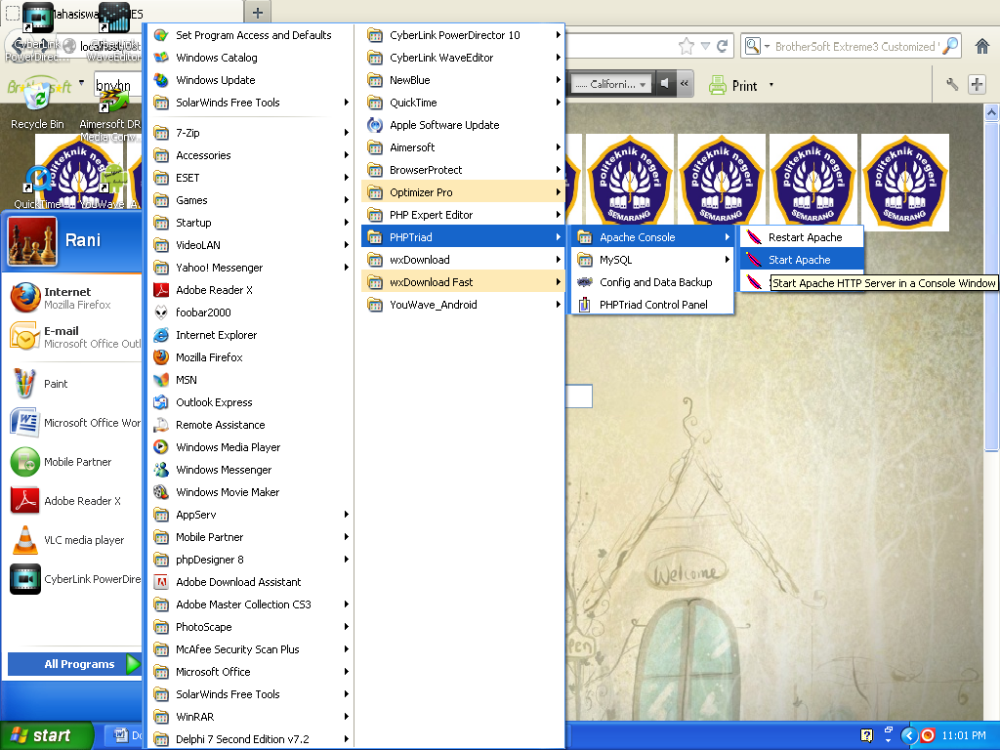 Mahasiswa
ES
CyberLink
PowerDirec...
CyberLink
WaveEditor
localhost
BrotherSoft Extreme3 Customized
Brothersoft
bnvhn
Californi...
Print
Recycle Bin
Aimersoft DR
Media Conv
QuickTime
YouWave_A
politeknik negeri
SEMARANG
politeknik negeri
SEMARANG
politeknik negeri
SEMARANG
politeknik negeri
SEMARANG
Rani
Internet
Mozilla Firefox
E-mail
Microsoft Office Outl
Paint
Microsoft Office Wor
Mobile Partner
Adobe Reader X
VLC media player
CyberLink PowerDire
All Programs
Set Program Access and Defaults
Windows Catalog
Windows Update
SolarWinds Free Tools
7-Zip
Accessories
ESET
Games
Startup
VideoLAN
Yahoo! Messenger
Adobe Reader X
foobar2000
Internet Explorer
Mozilla Firefox
MSN
Outlook Express
Remote Assistance
Windows Media Player
Windows Messenger
Windows Movie Maker
AppServ
Mobile Partner
phpDesigner 8
Adobe Download Assistant
Adobe Master Collection CS3
PhotoScape
McAfee Security Scan Plus
Microsoft Office
SolarWinds Free Tools
WinRAR
Delphi 7 Second Edition v7.2
CyberLink PowerDirector 10
CyberLink WaveEditor
NewBlue
QuickTime
Apple Software Update
Aimersoft
BrowserProtect
Optimizer Pro
PHP Expert Editor
PHPTriad
wxDownload
wxDownload Fast
YouWave_Android
Apache Console
MySQL
Config and Data Backup
PHPTriad Control Panel
Restart Apache
Start Apache
Start Apache HTTP Server in a Console Window
Welcome
pen
start
Do
11:01 PM